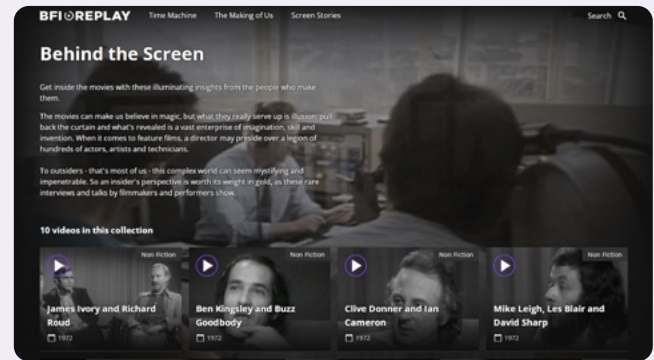 BFI REPLAY Time Machine The Making of Us Screen Stories Search
Behind the Screen
Get inside the movies with these illuminating insights from the people who make
them.
The movies can make us believe in magic, but what they really serve up is illusion: pull
back the curtain and what's revealed is a vast enterprise of imagination, skill and
invention. When it comes to feature films, a director may preside over a legion of
hundreds of actors, artists and technicians.
To outsiders - that's most of us - this complex world can seem mystifying and
impenetrable. So an insider's perspective is worth its weight in gold, as these rare
interviews and talks by filmmakers and performers show.
10 videos in this collection
Non Fiction
James Ivory and Richard
Roud
1972
Non Fiction
Ben Kingsley and Buzz
Goodbody
1972
Non Fiction
Clive Donner and Ian
Cameron
1972
Non Fiction
Mike Leigh, Les Blair and
David Sharp
1972